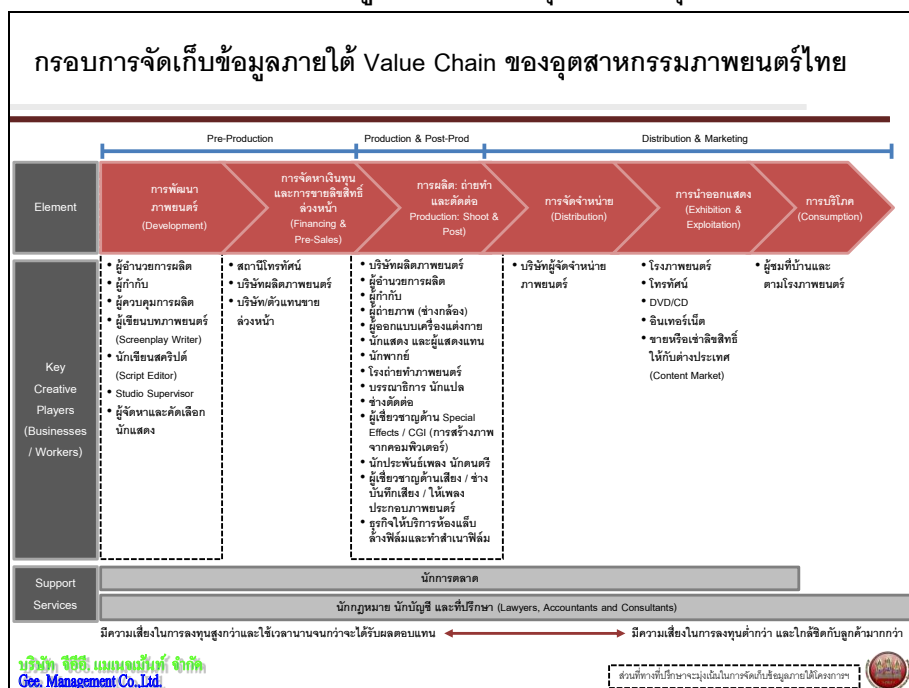 กรอบการจัดเก็บข้อมูลภายใต้ Value Chain ของอุตสาหกรรมภาพยนตร์ไทย
Pre-Production
Production & Post-Prod
Distribution & Marketing
Element
การพัฒนา
ภาพยนตร์
(Development)
การจัดหาเงินทุน
และการขายลิขสิทธิ์
ล่วงหน้า
(Financing &
Pre-Sales)
การผลิต: ถ่ายทำ
และตัดต่อ
Production: Shoot &
Post)
การจัดจำหน่าย
(Distribution)
การนำออกแสดง
(Exhibition &
Exploitation)
การบริโภค
(Consumption)
Key
Creative
Players
(Businesses
/ Workers)
• ผู้อำนวยการผลิต
• ผู้กำกับ
• ผู้ควบคุมการผลิต
• ผู้เขียนบทภาพยนตร์
(Screenplay Writer)
• นักเขียนสคริปต์
(Script Editor)
• Studio Supervisor
• ผู้จัดหาและคัดเลือก
นักแสดง
• สถานีโทรทัศน์
• บริษัทผลิตภาพยนตร์
• บริษัท/ตัวแทนขาย
ล่วงหน้า
• บริษัทผลิตภาพยนตร์
• ผู้อำนวยการผลิต
• ผู้กำกับ
• ผู้ถ่ายภาพ (ช่างกล้อง)
• ผู้ออกแบบเครื่องแต่งกาย
• นักแสดง และผู้แสดงแทน
• นักพากย์
• โรงถ่ายทำภาพยนตร์
• บรรณาธิการ นักแปล
• ช่างตัดต่อ
• ผู้เชี่ยวชาญด้าน Special
Effects / CGI (การสร้างภาพ
จากคอมพิวเตอร์)
• นักประพันธ์เพลง นักดนตรี
• ผู้เชี่ยวชาญด้านเสียง / ช่าง
บันทึกเสียง / ให้เพลง
ประกอบภาพยนตร์
• ธุรกิจให้บริการห้องแล็บ
ล้างฟิล์มและทำสำเนาฟิล์ม
• บริษัทผู้จัดจำหน่าย
ภาพยนตร์
• โรงภาพยนตร์
• โทรทัศน์
• DVD/CD
• อินเทอร์เน็ต
• ขายหรือเช่าลิขสิทธิ์
ให้กับต่างประเทศ
(Content Market)
• ผู้ชมที่บ้านและ
ตามโรงภาพยนตร์
Support
Services
นักการตลาด
นักกฎหมาย นักบัญชี และที่ปรึกษา (Lawyers, Accountants and Consultants)
มีความเสี่ยงในการลงทุนสูงกว่าและใช้เวลานานจนกว่าจะได้รับผลตอบแทน
มีความเสี่ยงในการลงทุนต่ำกว่า และใกล้ชิดกับลูกค้ามากกว่า
บริษัท จีอีอี. แมเนจเม้นท์ จำกัด
Gee. Management Co.,Ltd.
ส่วนที่ทางที่ปรึกษาจะมุ่งเน้นในการจัดเก็บข้อมูลภายใต้โครงการฯ